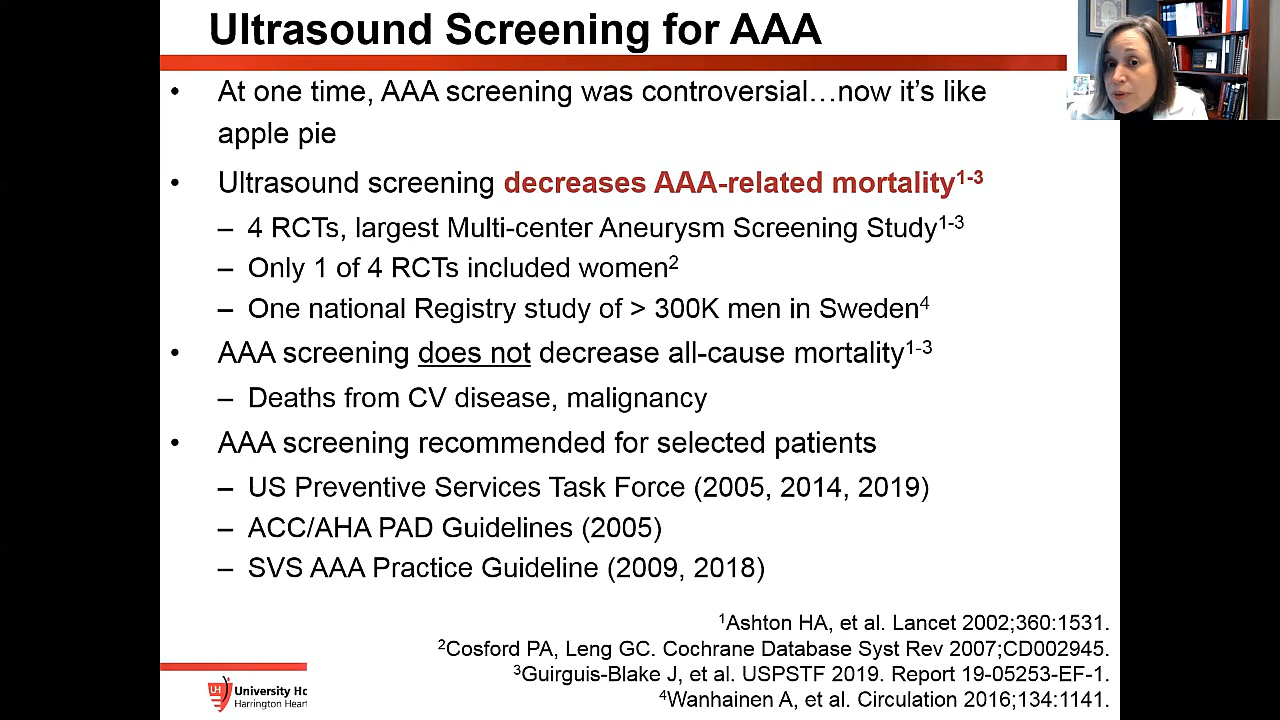 Ultrasound Screening for AAA
• At one time, AAA screening was controversial…now it's like
apple pie
• Ultrasound screening decreases AAA-related mortality1-3
– 4 RCTs, largest Multi-center Aneurysm Screening Study1-3
– Only 1 of 4 RCTs included women2
– One national Registry study of > 300K men in Sweden4
• AAA screening does not decrease all-cause mortality1-3
– Deaths from CV disease, malignancy
• AAA screening recommended for selected patients
– US Preventive Services Task Force (2005, 2014, 2019)
– ACC/AHA PAD Guidelines (2005)
– SVS AAA Practice Guideline (2009, 2018)
1Ashton HA, et al. Lancet 2002;360:1531.
2Cosford PA, Leng GC. Cochrane Database Syst Rev 2007;CD002945.
3Guirguis-Blake J, et al. USPSTF 2019. Report 19-05253-EF-1.
4Wanhainen A, et al. Circulation 2016;134:1141.
UH
University Ho
Harrington Heart